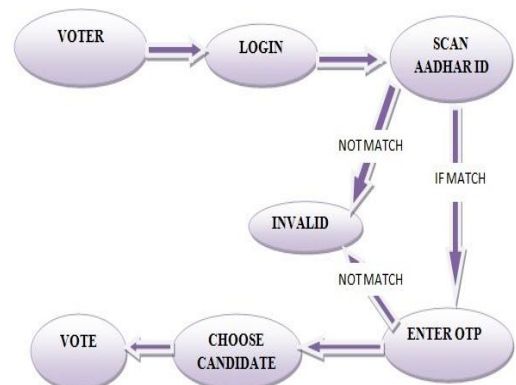 VOTER
LOGIN
SCAN
AADHAR ID
NOT MATCH
IF MATCH
INVALID
NOT MATCH
ENTER OTP
CHOOSE
CANDIDATE
VOTE